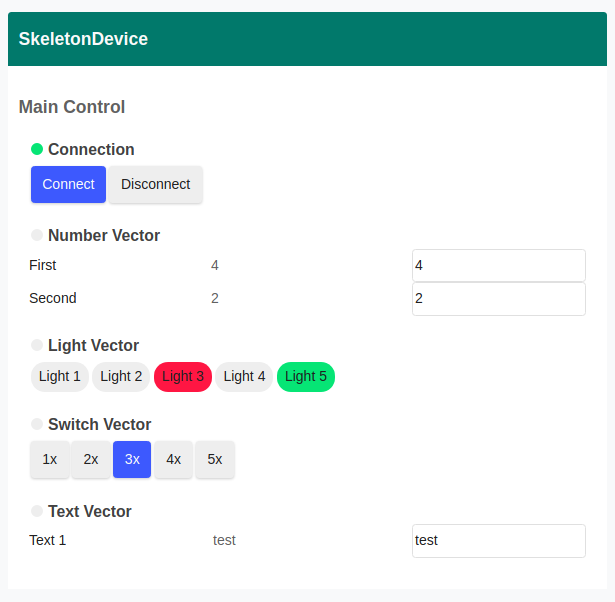 SkeletonDevice
Main Control
Connection
Connect Disconnect
Number Vector
First 4 4
Second 2 2
Light Vector
Light 1 Light 2 Light 3 Light 4 Light 5
Switch Vector
1x 2x 3x 4x 5x
Text Vector
Text 1 test test